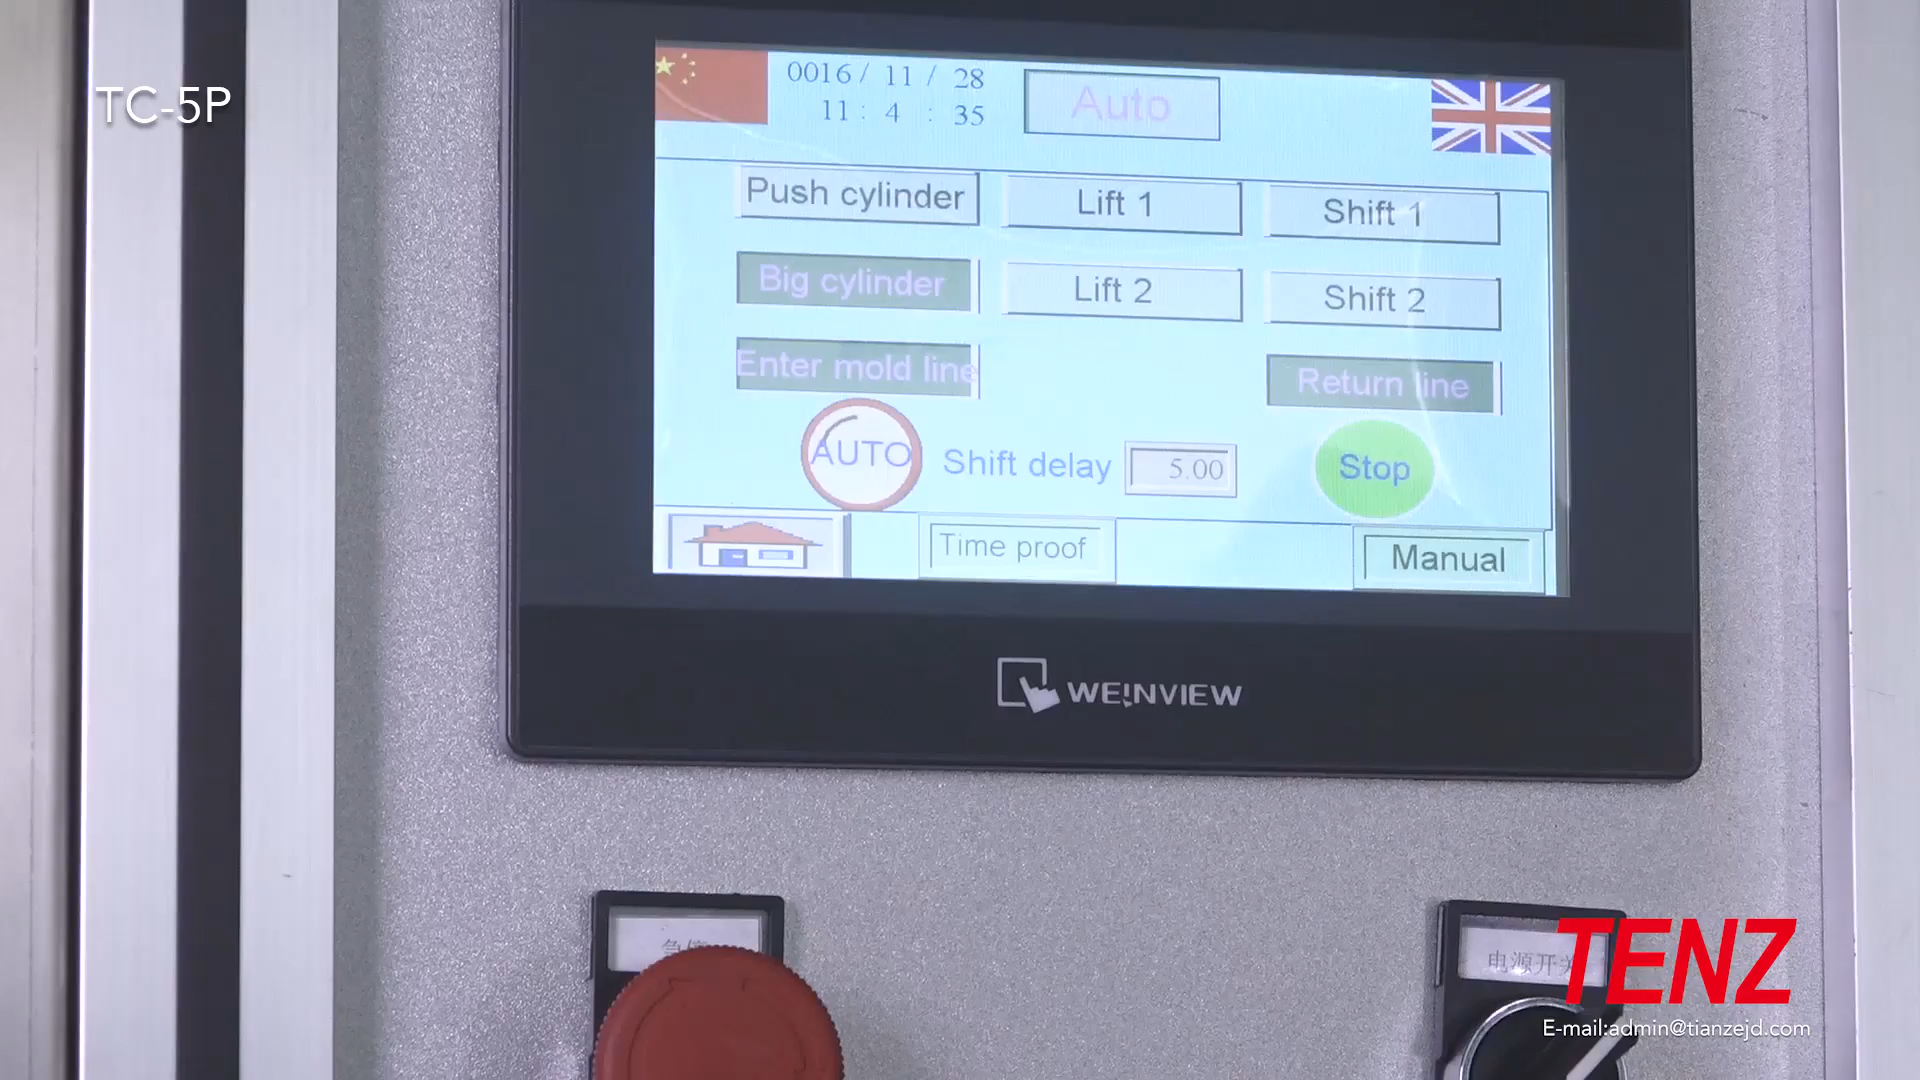 TC-5P
0016/ 11 / 28
11 : 4 : 35
Auto
Push cylinder
Lift 1
Shift 1
Big cylinder
Lift 2
Shift 2
Enter mold line
Return line
AUTO
Shift delay
5.00
Stop
Time proof
Manual
WEINVIEW
急停
电源开关
TENZ
E-mail:admin@tianzejd.com